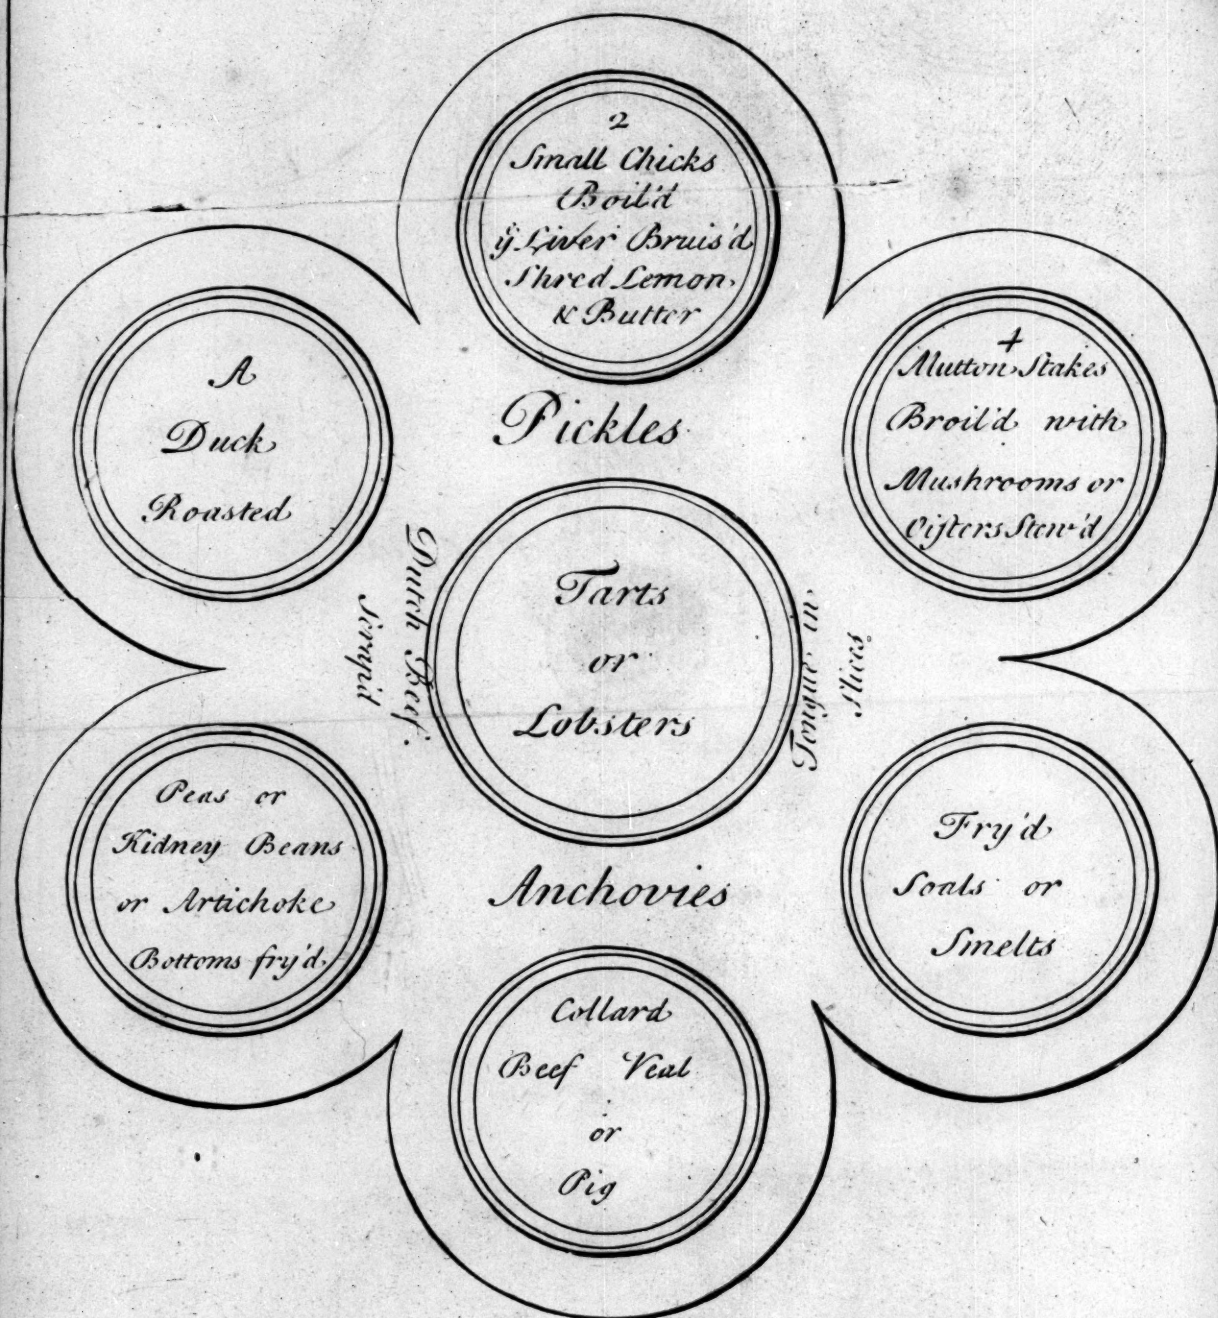 2
Small Chicks
Boil'd
ÿ Liver Bruis'd
Shred Lemon
& Butter
A
Duck
Roasted
4
Mutton Stakes
Broil'd with
Mushrooms or
Oijsters Stew'd
Pickles
Dutch Beef
Scrap'd
Tarts
or
Lobsters
Tongue in
slices
Peas or
Kidney Beans
or Artichoke
Bottoms fry'd
Anchovies
Fry'd
Soals or
Smelts
Collard
Beef Veal
or
Pig